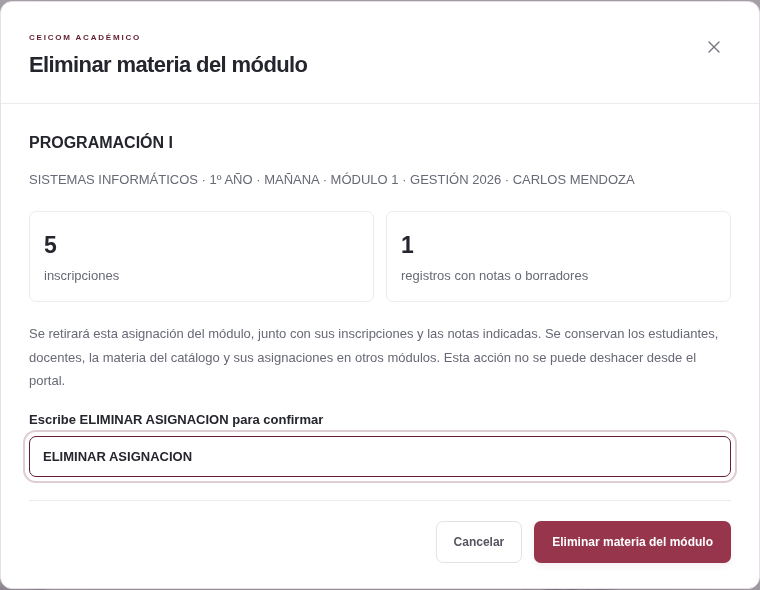 CEICOM ACADÉMICO
Eliminar materia del módulo
PROGRAMACIÓN I
SISTEMAS INFORMÁTICOS · 1º AÑO · MAÑANA · MÓDULO 1 · GESTIÓN 2026 · CARLOS MENDOZA
5
inscripciones
1
registros con notas o borradores
Se retirará esta asignación del módulo, junto con sus inscripciones y las notas indicadas. Se conservan los estudiantes,
docentes, la materia del catálogo y sus asignaciones en otros módulos. Esta acción no se puede deshacer desde el
portal.
Escribe ELIMINAR ASIGNACION para confirmar
ELIMINAR ASIGNACION
Cancelar
Eliminar materia del módulo